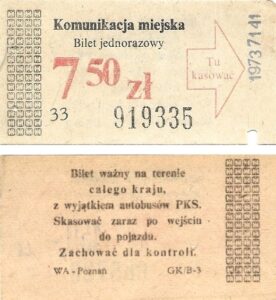 Komunikacja miejska
Bilet jednorazowy
7 50 zł
Tu
kasować
33
919335
Bilet ważny na terenie
całego kraju,
z wyjątkiem autobusów PKS.
Skasować zaraz po wejściu
do pojazdu.
Zachować dla kontroli.
WA - Poznań GK/B-3